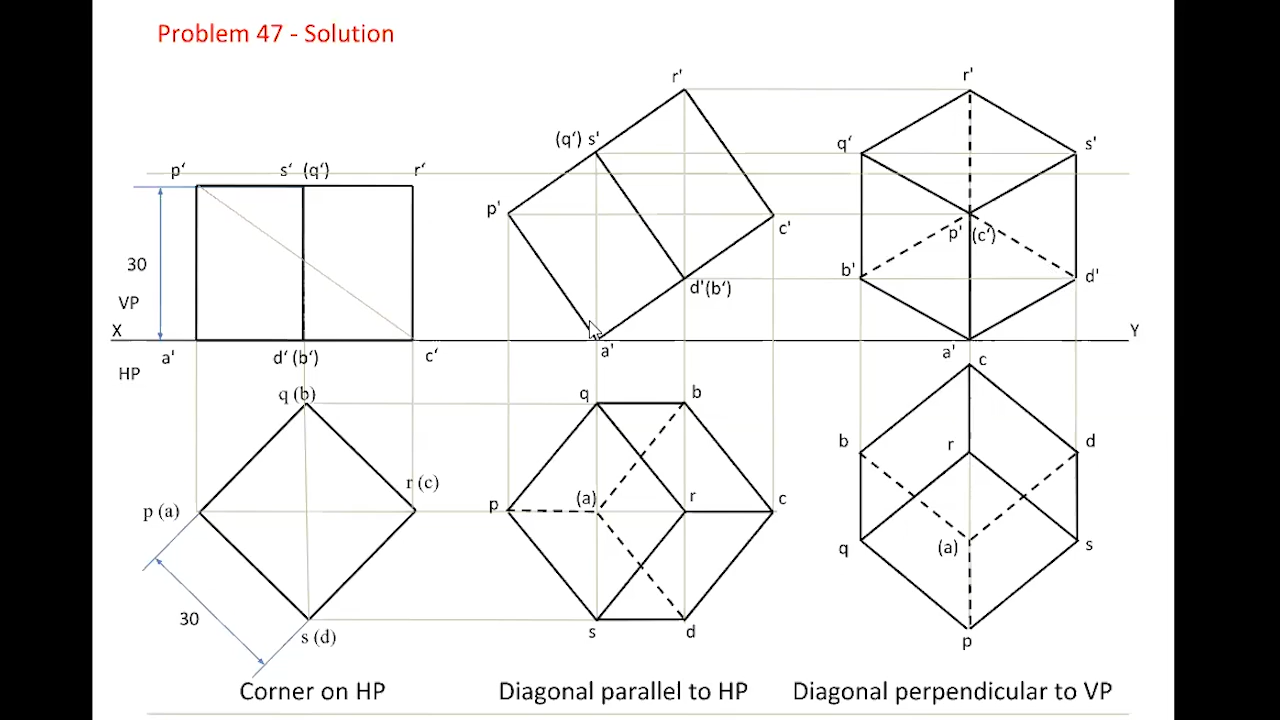 Problem 47 - Solution
r'
r'
(q‘) s'
q‘
s'
p‘
s‘ (q‘)
r‘
p'
c'
p'
(c‘)
30
b'
d'
d'(b‘)
VP
X
Y
a'
d‘ (b‘)
c‘
a'
a'
c
HP
q (b)
q
b
b
r
d
r (c)
p (a)
p
(a)
r
c
q
(a)
s
30
s (d)
s
d
p
Corner on HP
Diagonal parallel to HP
Diagonal perpendicular to VP